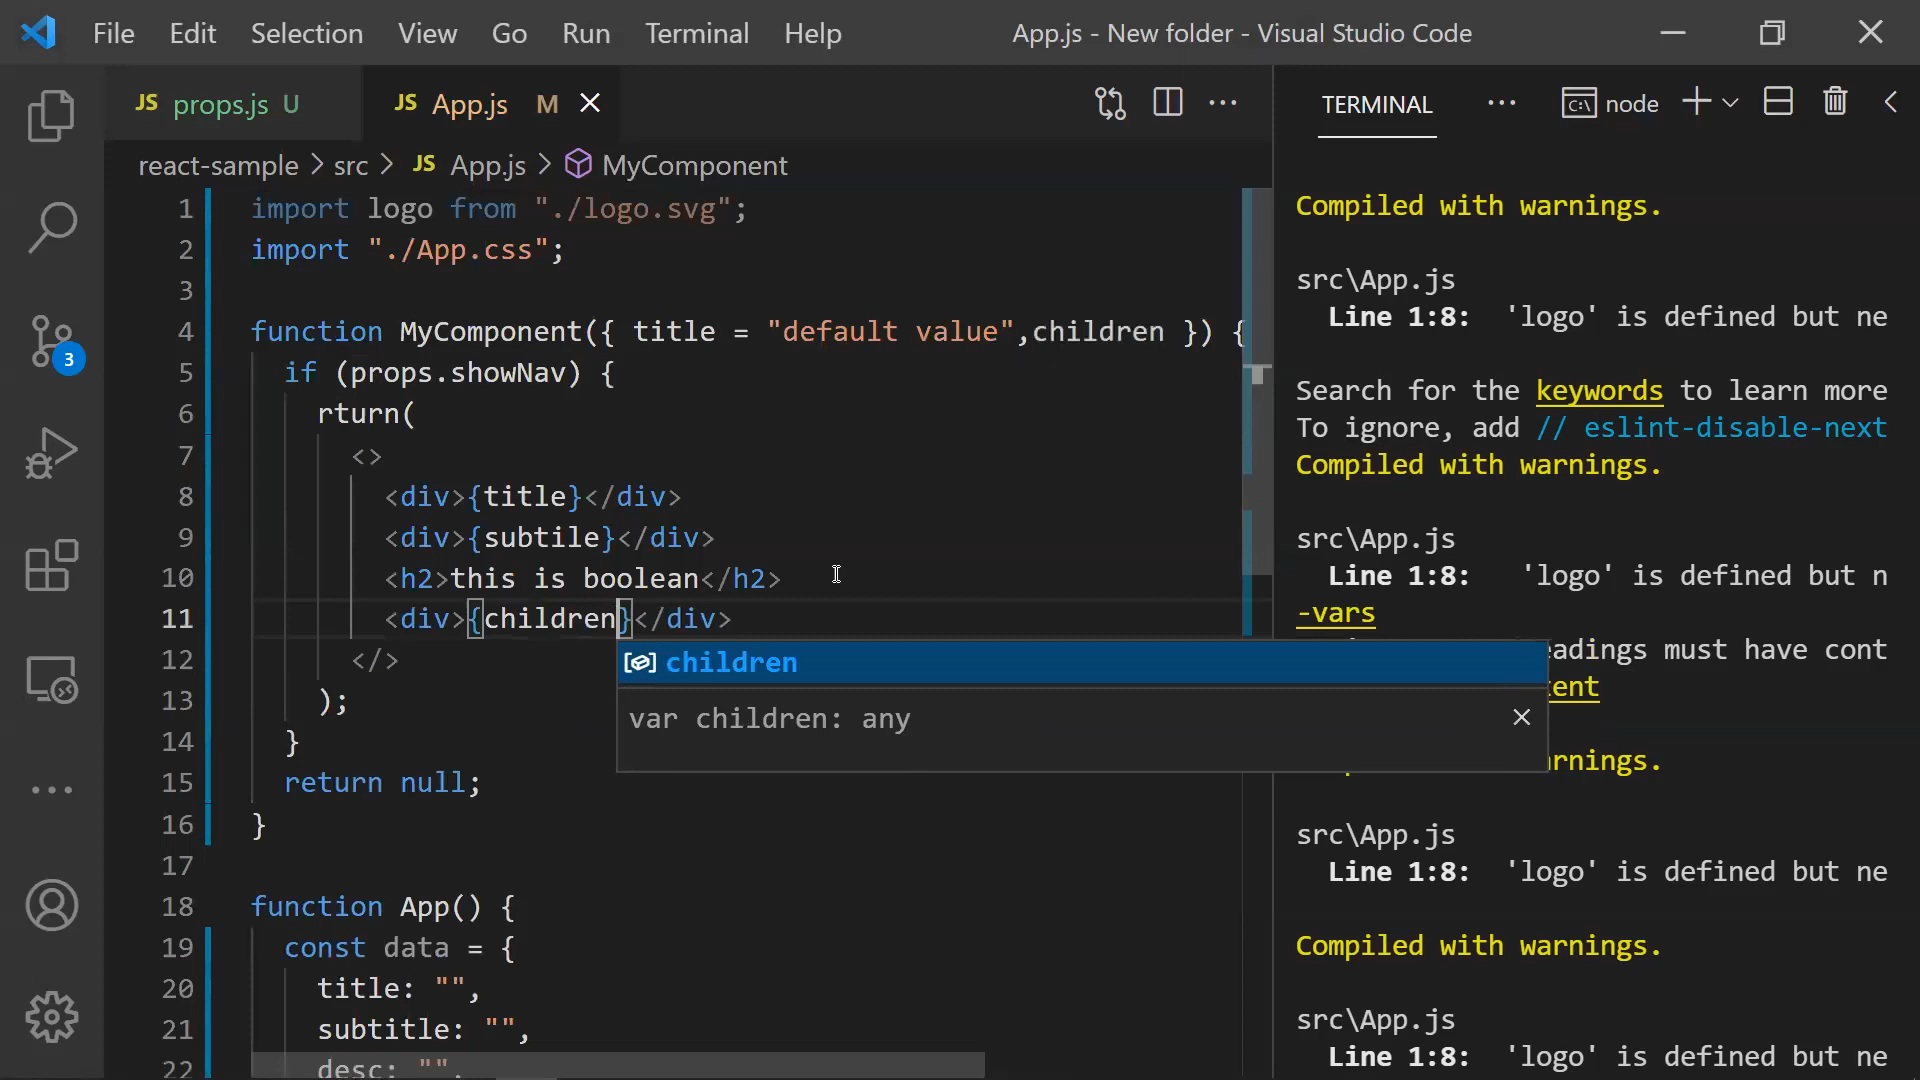 File Edit Selection View Go Run Terminal Help App.js - New folder - Visual Studio Code
JS props.js U JS App.js M
TERMINAL node
react-sample > src > JS App.js > MyComponent
1 import logo from "./logo.svg";
2 import "./App.css";
3
4 function MyComponent({ title = "default value",children }) {
5 if (props.showNav) {
6 rturn(
7 <>
8 <div>{title}</div>
9 <div>{subtile}</div>
10 <h2>this is boolean</h2>
11 <div>{children}</div>
12 </>
13 );
14 }
15 return null;
16 }
17
18 function App() {
19 const data = {
20 title: "",
21 subtitle: "",
22 desc: "",
children
var children: any
3
Compiled with warnings.
src\App.js
Line 1:8: 'logo' is defined but ne
Search for the keywords to learn more
To ignore, add // eslint-disable-next
Compiled with warnings.
src\App.js
Line 1:8: 'logo' is defined but n
-vars
eadings must have cont
tent
rnings.
src\App.js
Line 1:8: 'logo' is defined but ne
Compiled with warnings.
src\App.js
Line 1:8: 'logo' is defined but ne